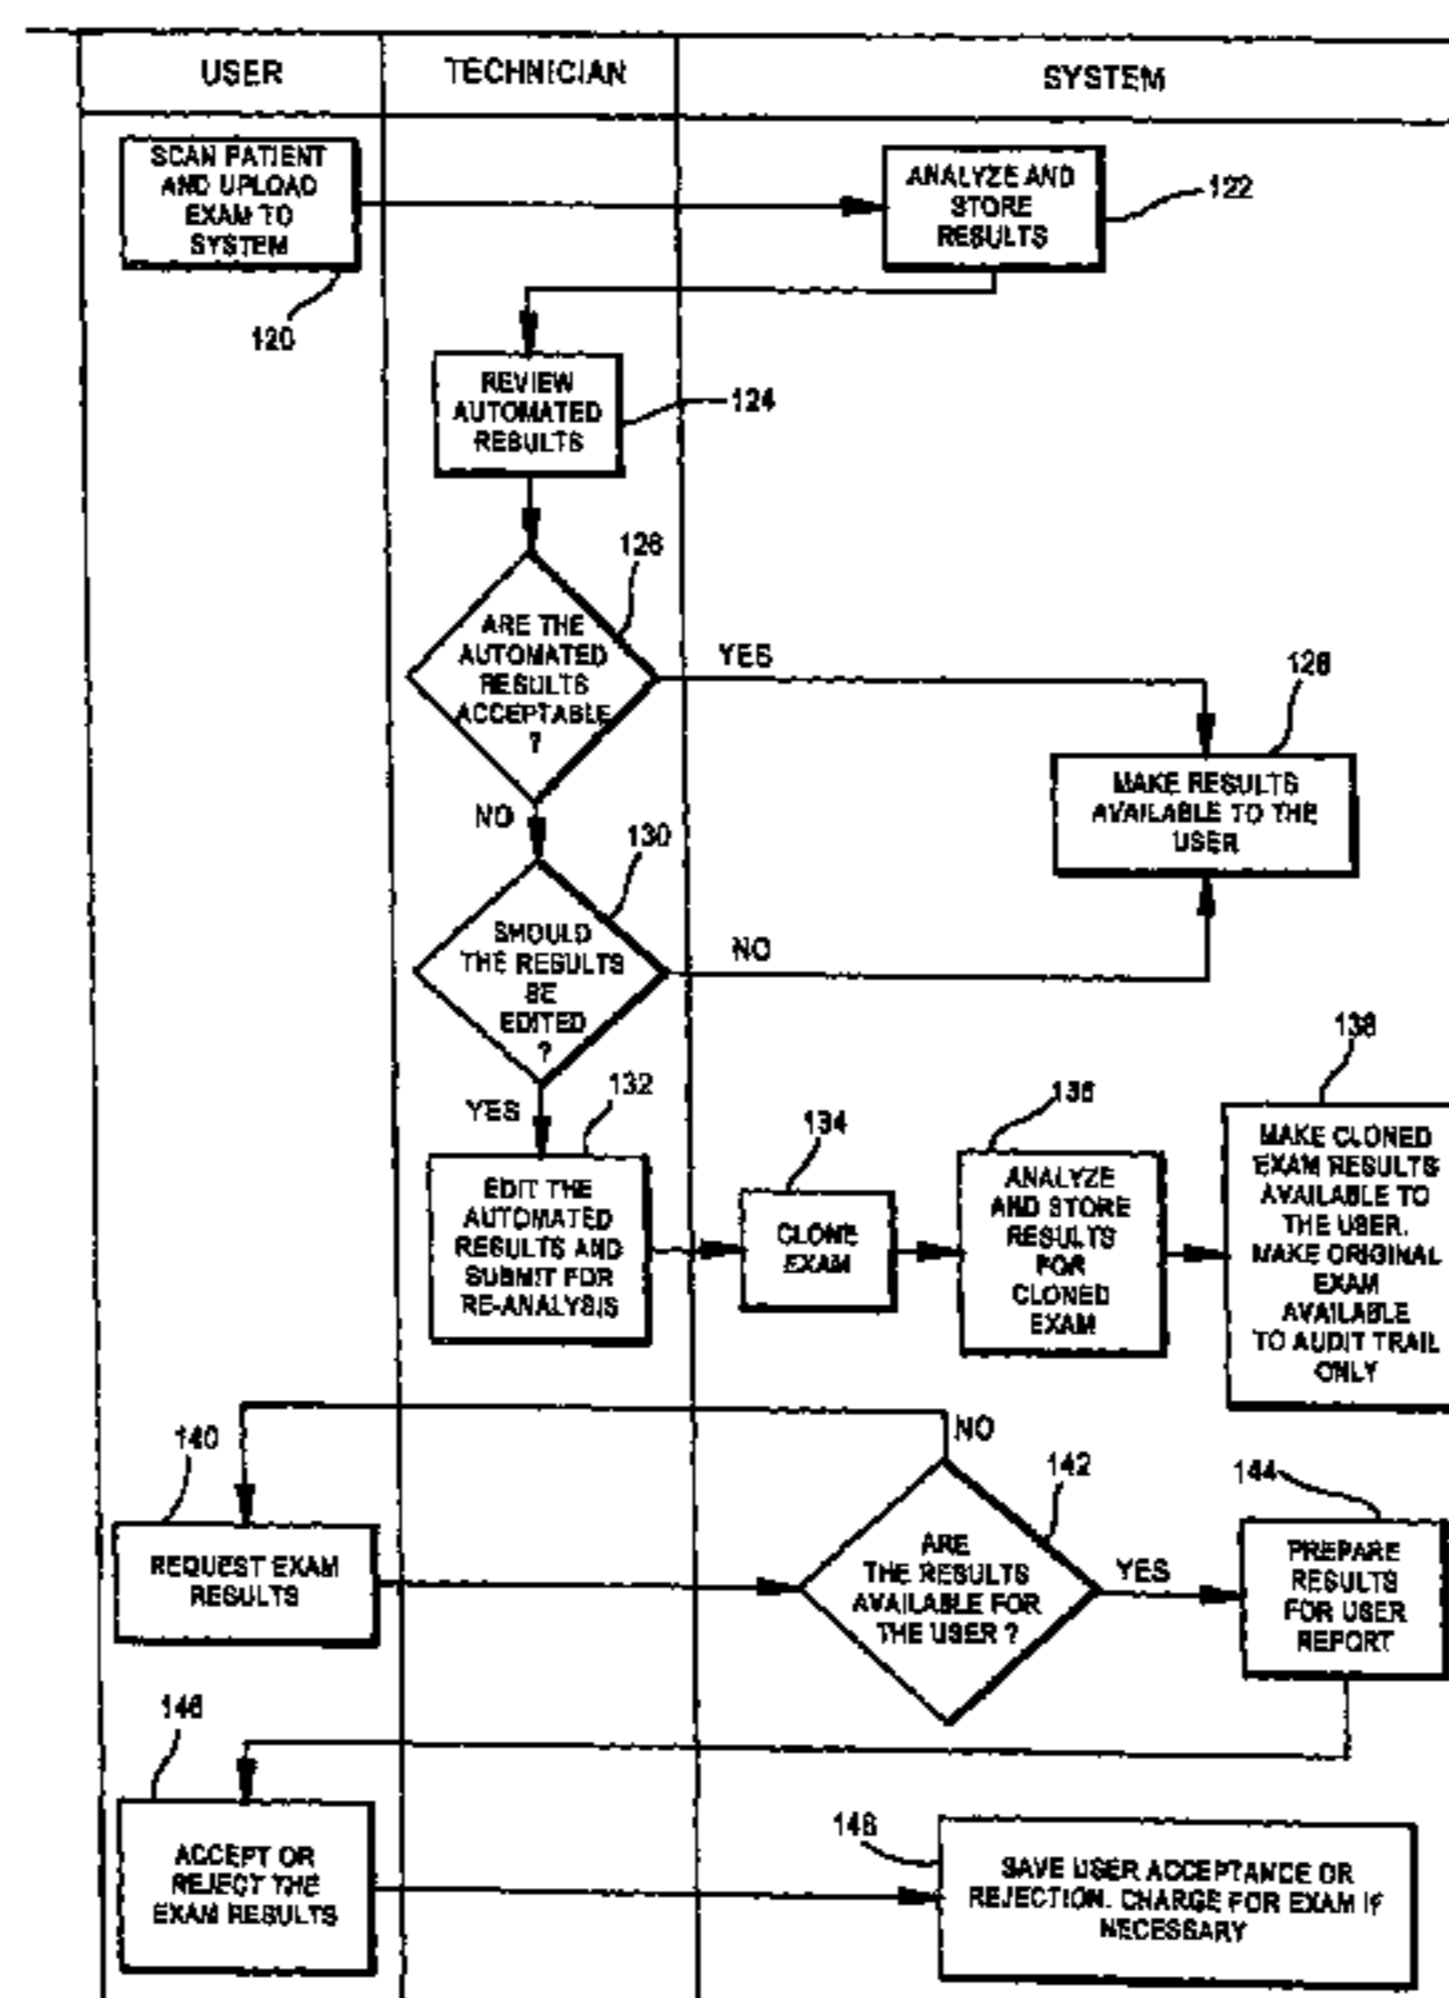 USER
TECHNICIAN
SYSTEM
SCAN PATIENT
AND UPLOAD
EXAM TO
SYSTEM
120
ANALYZE AND
STORE
RESULTS
122
REVIEW
AUTOMATED
RESULTS
124
126
ARE THE
AUTOMATED
RESULTS
ACCEPTABLE
?
YES
128
MAKE RESULTS
AVAILABLE TO THE
USER
NO
130
SHOULD
THE RESULTS
BE
EDITED
?
NO
YES
132
EDIT THE
AUTOMATED
RESULTS AND
SUBMIT FOR
RE-ANALYSIS
134
CLONE
EXAM
136
ANALYZE
AND STORE
RESULTS
FOR
CLONED
EXAM
138
MAKE CLONED
EXAM RESULTS
AVAILABLE TO
THE USER.
MAKE ORIGINAL
EXAM
AVAILABLE
TO AUDIT TRAIL
ONLY
140
REQUEST EXAM
RESULTS
NO
142
ARE
THE RESULTS
AVAILABLE FOR
THE USER ?
YES
144
PREPARE
RESULTS
FOR USER
REPORT
146
ACCEPT OR
REJECT THE
EXAM RESULTS
148
SAVE USER ACCEPTANCE OR
REJECTION. CHARGE FOR EXAM IF
NECESSARY